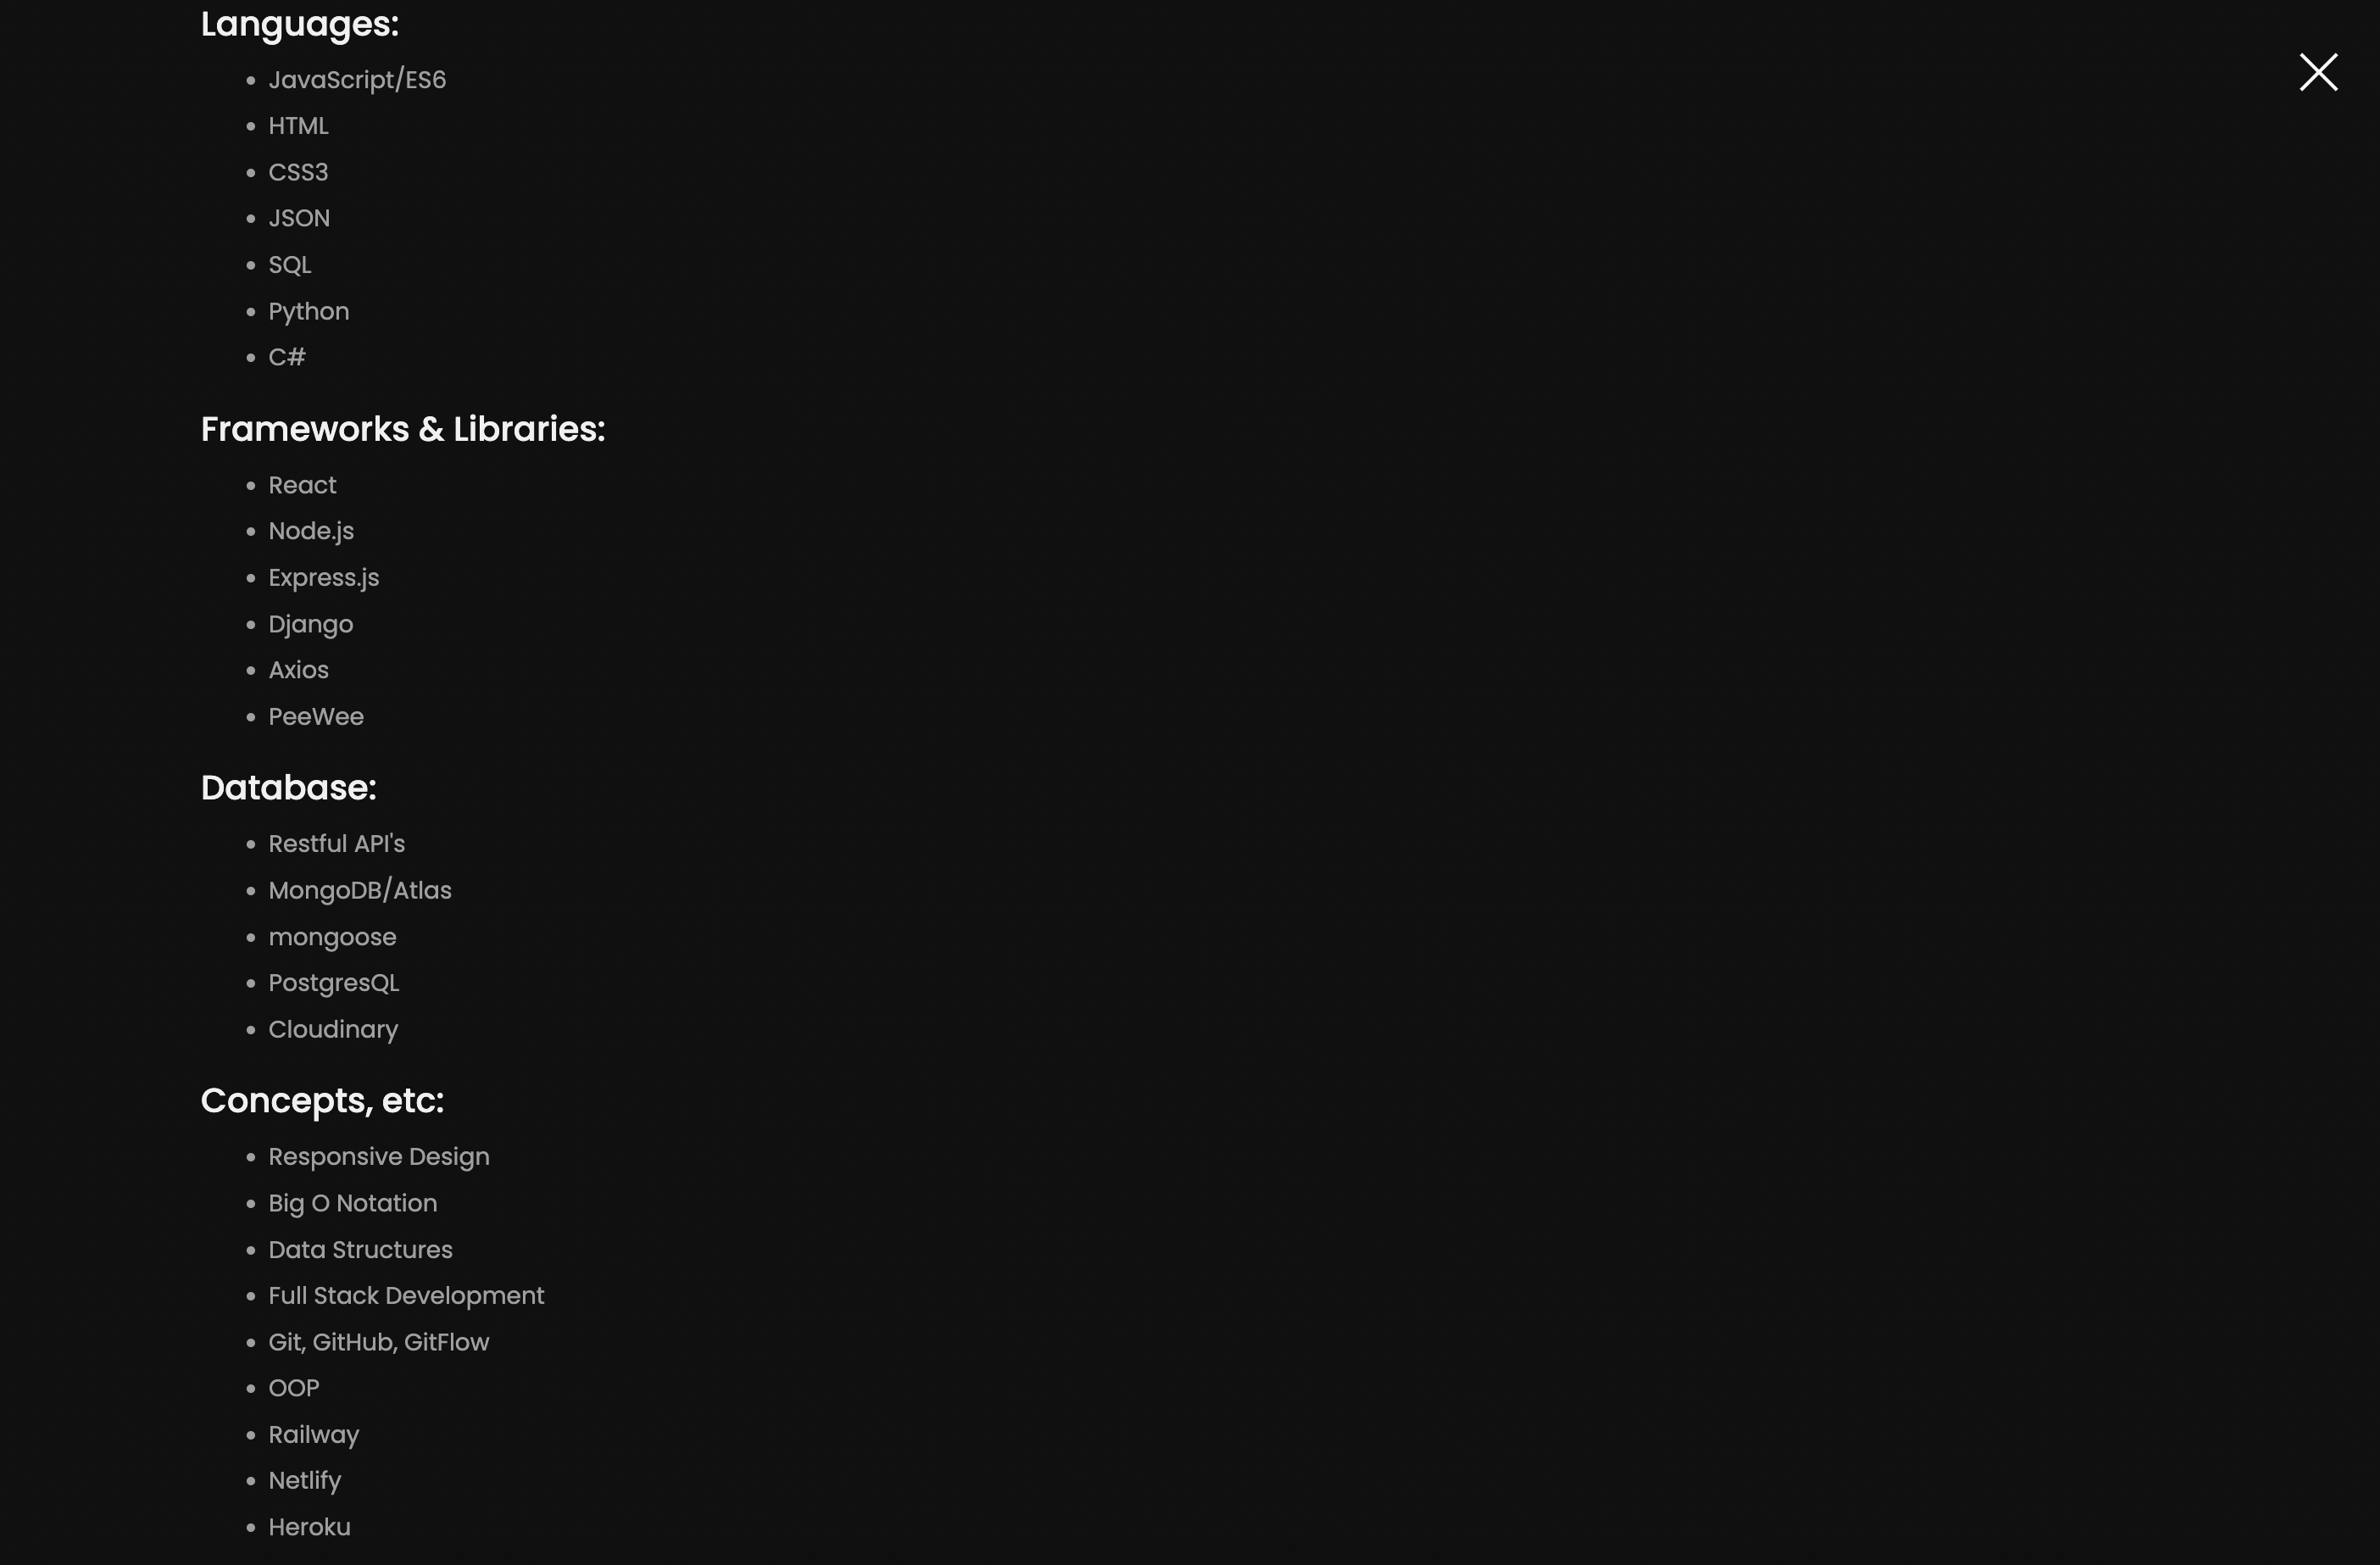 Languages:
JavaScript/ES6
HTML
CSS3
JSON
SQL
Python
C#
Frameworks & Libraries:
React
Node.js
Express.js
Django
Axios
PeeWee
Database:
Restful API's
MongoDB/Atlas
mongoose
PostgresQL
Cloudinary
Concepts, etc:
Responsive Design
Big O Notation
Data Structures
Full Stack Development
Git, GitHub, GitFlow
OOP
Railway
Netlify
Heroku